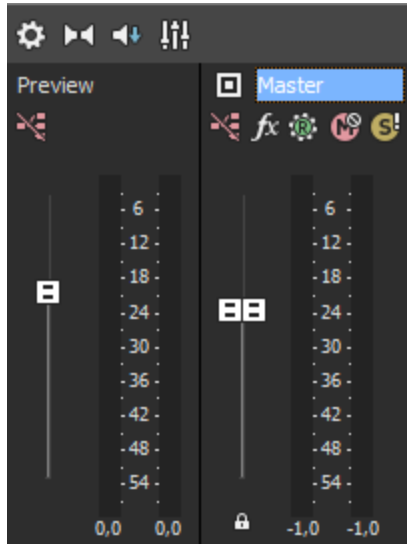 Preview
Master
fx R M S!
- 6 - - 6 -
- 12 - - 12 -
- 18 - - 18 -
- 24 - - 24 -
- 30 - - 30 -
- 36 - - 36 -
- 42 - - 42 -
- 48 - - 48 -
- 54 - - 54 -
0,0 0,0 -1,0 -1,0